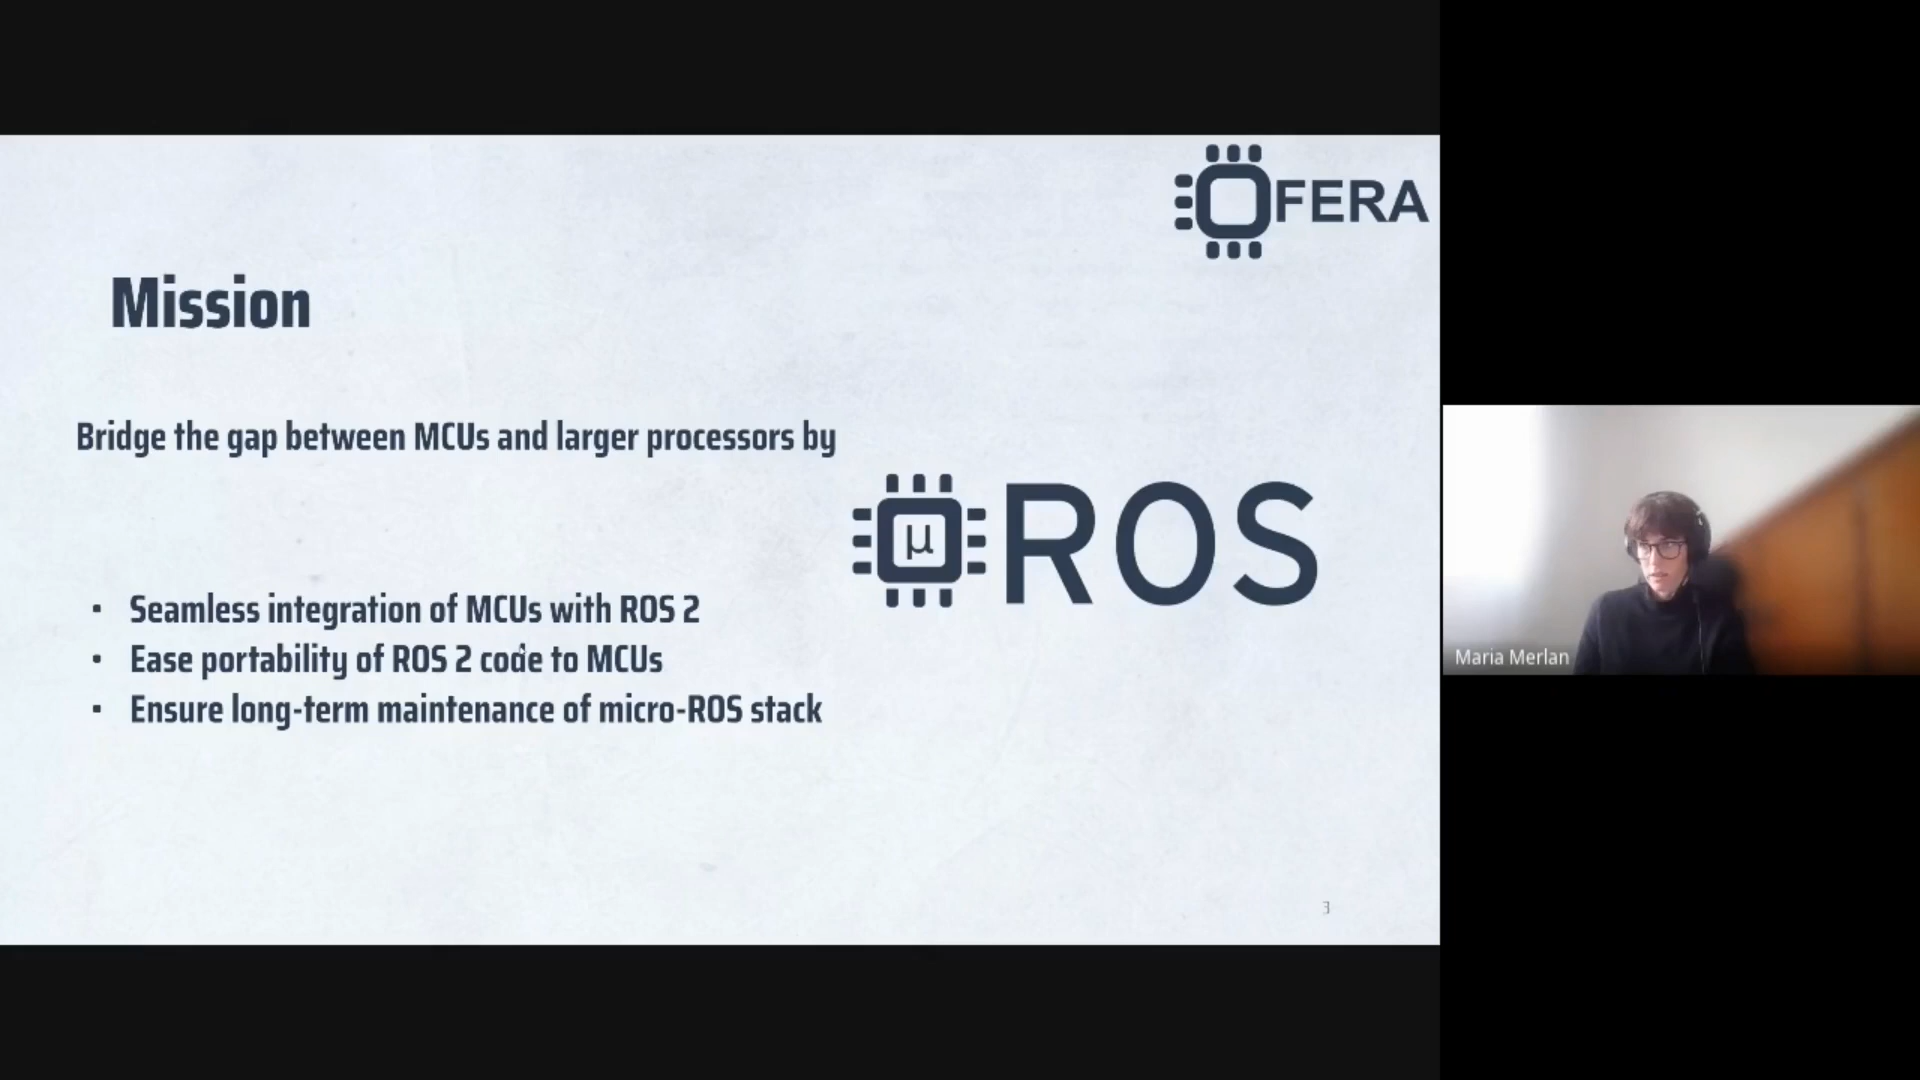 OFERA
Mission
Bridge the gap between MCUs and larger processors by
µ ROS
▪ Seamless integration of MCUs with ROS 2
▪ Ease portability of ROS 2 code to MCUs
▪ Ensure long-term maintenance of micro-ROS stack
3
Maria Merlan